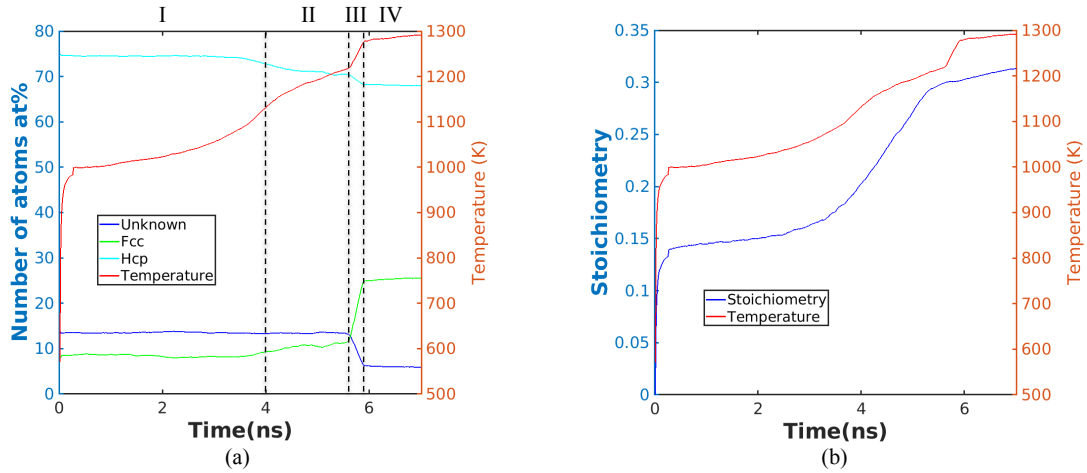 I II III IV
80
70
60
50
40
30
20
10
0
Number of atoms at%
1300
1200
1100
1000
900
800
700
600
500
Temperature (K)
Unknown
Fcc
Hcp
Temperature
0 2 4 6
Time(ns)
(a)
0.35
0.3
0.25
0.2
0.15
0.1
0.05
0
Stoichiometry
1300
1200
1100
1000
900
800
700
600
500
Temperature (K)
Stoichiometry
Temperature
0 2 4 6
Time(ns)
(b)